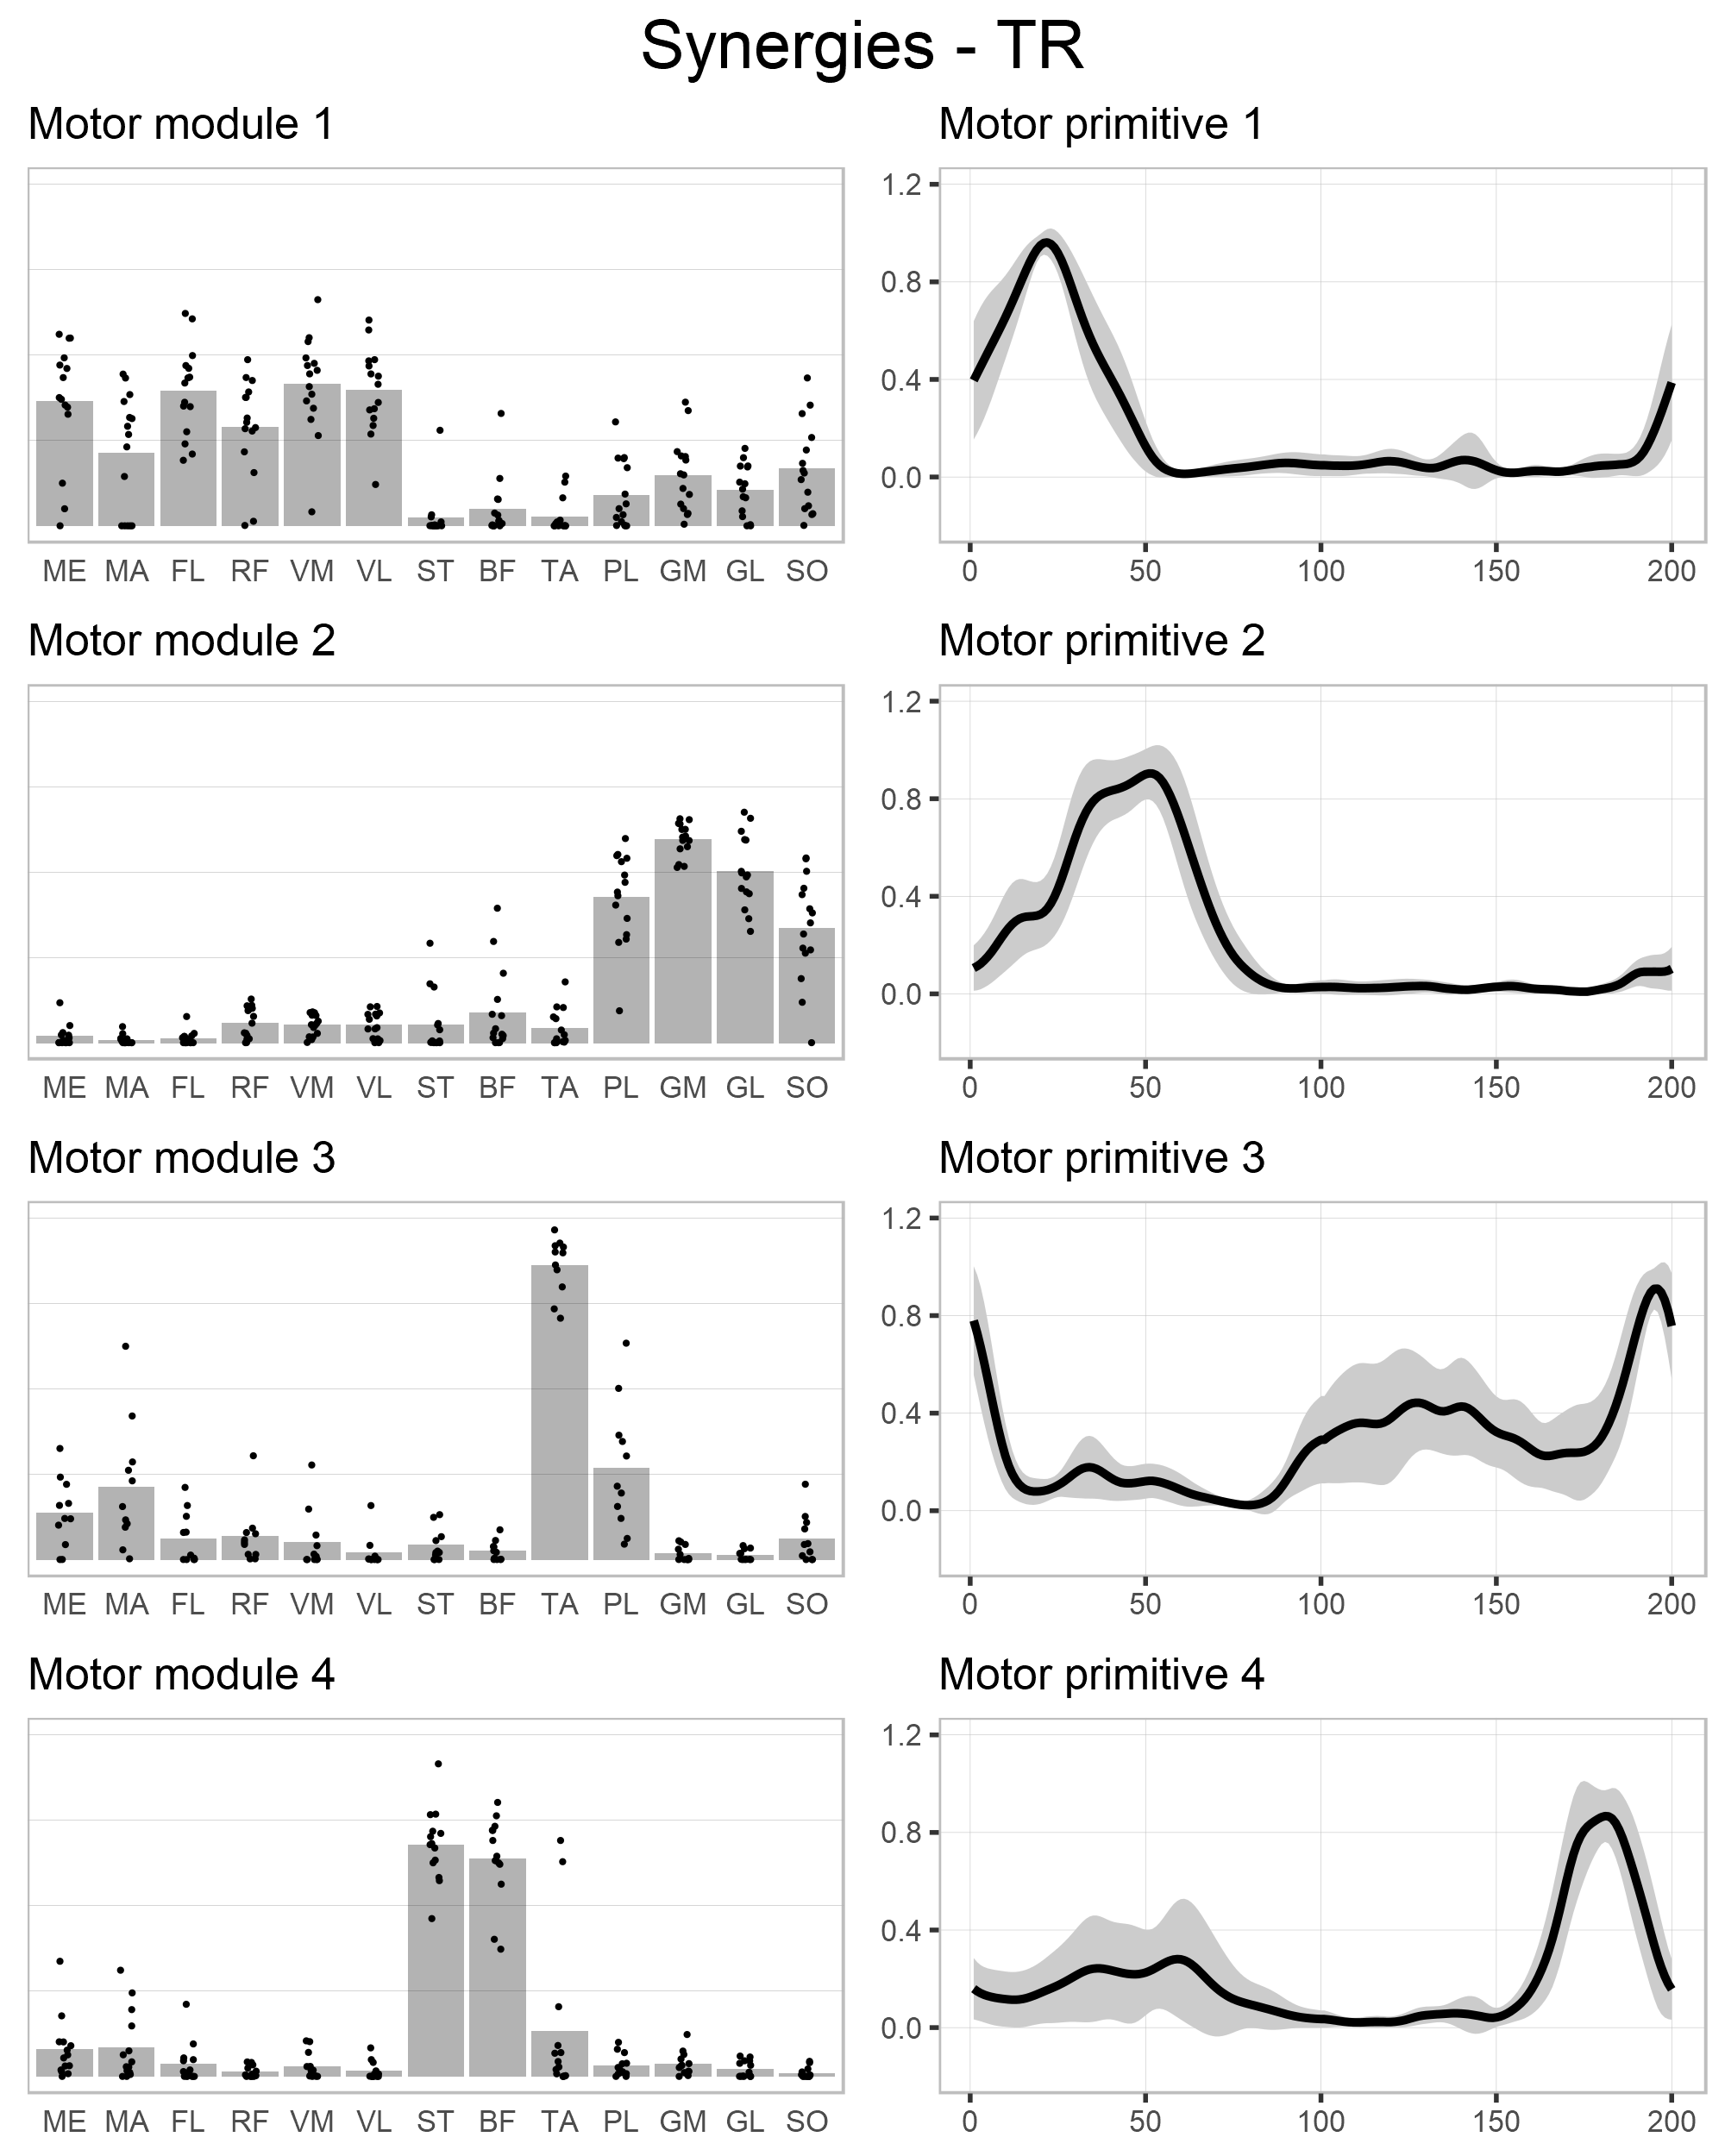 Synergies - TR
Motor module 1
Motor primitive 1
1.2
0.8
0.4
0.0
ME MA FL RF VM VL ST BF TA PL GM GL SO
0 50 100 150 200
Motor module 2
Motor primitive 2
1.2
0.8
0.4
0.0
ME MA FL RF VM VL ST BF TA PL GM GL SO
0 50 100 150 200
Motor module 3
Motor primitive 3
1.2
0.8
0.4
0.0
ME MA FL RF VM VL ST BF TA PL GM GL SO
0 50 100 150 200
Motor module 4
Motor primitive 4
1.2
0.8
0.4
0.0
ME MA FL RF VM VL ST BF TA PL GM GL SO
0 50 100 150 200